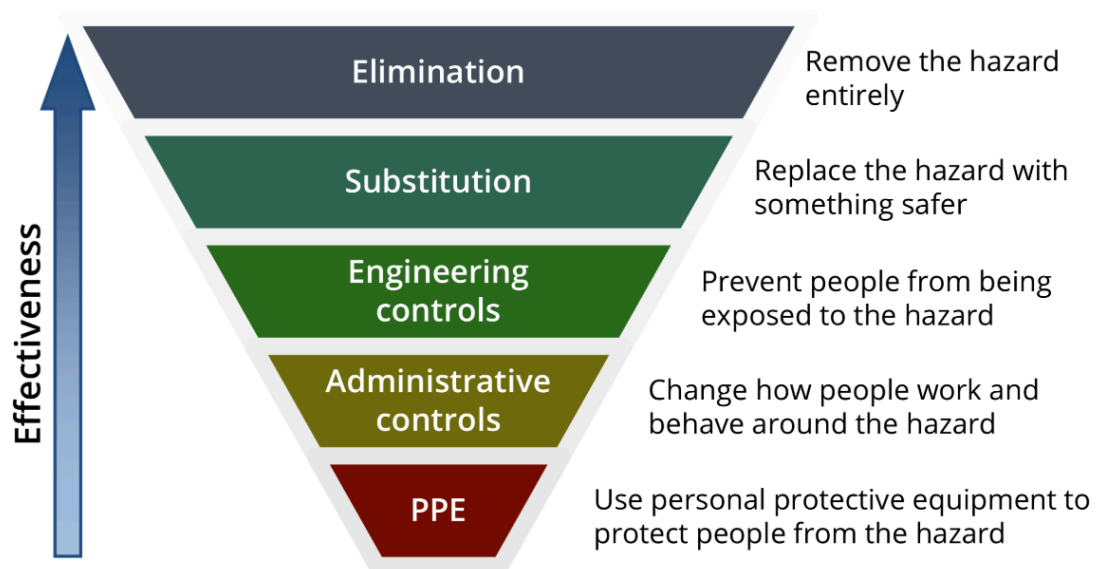 Effectiveness
Elimination
Remove the hazard
entirely
Substitution
Replace the hazard with
something safer
Engineering
controls
Prevent people from being
exposed to the hazard
Administrative
controls
Change how people work and
behave around the hazard
PPE
Use personal protective equipment to
protect people from the hazard